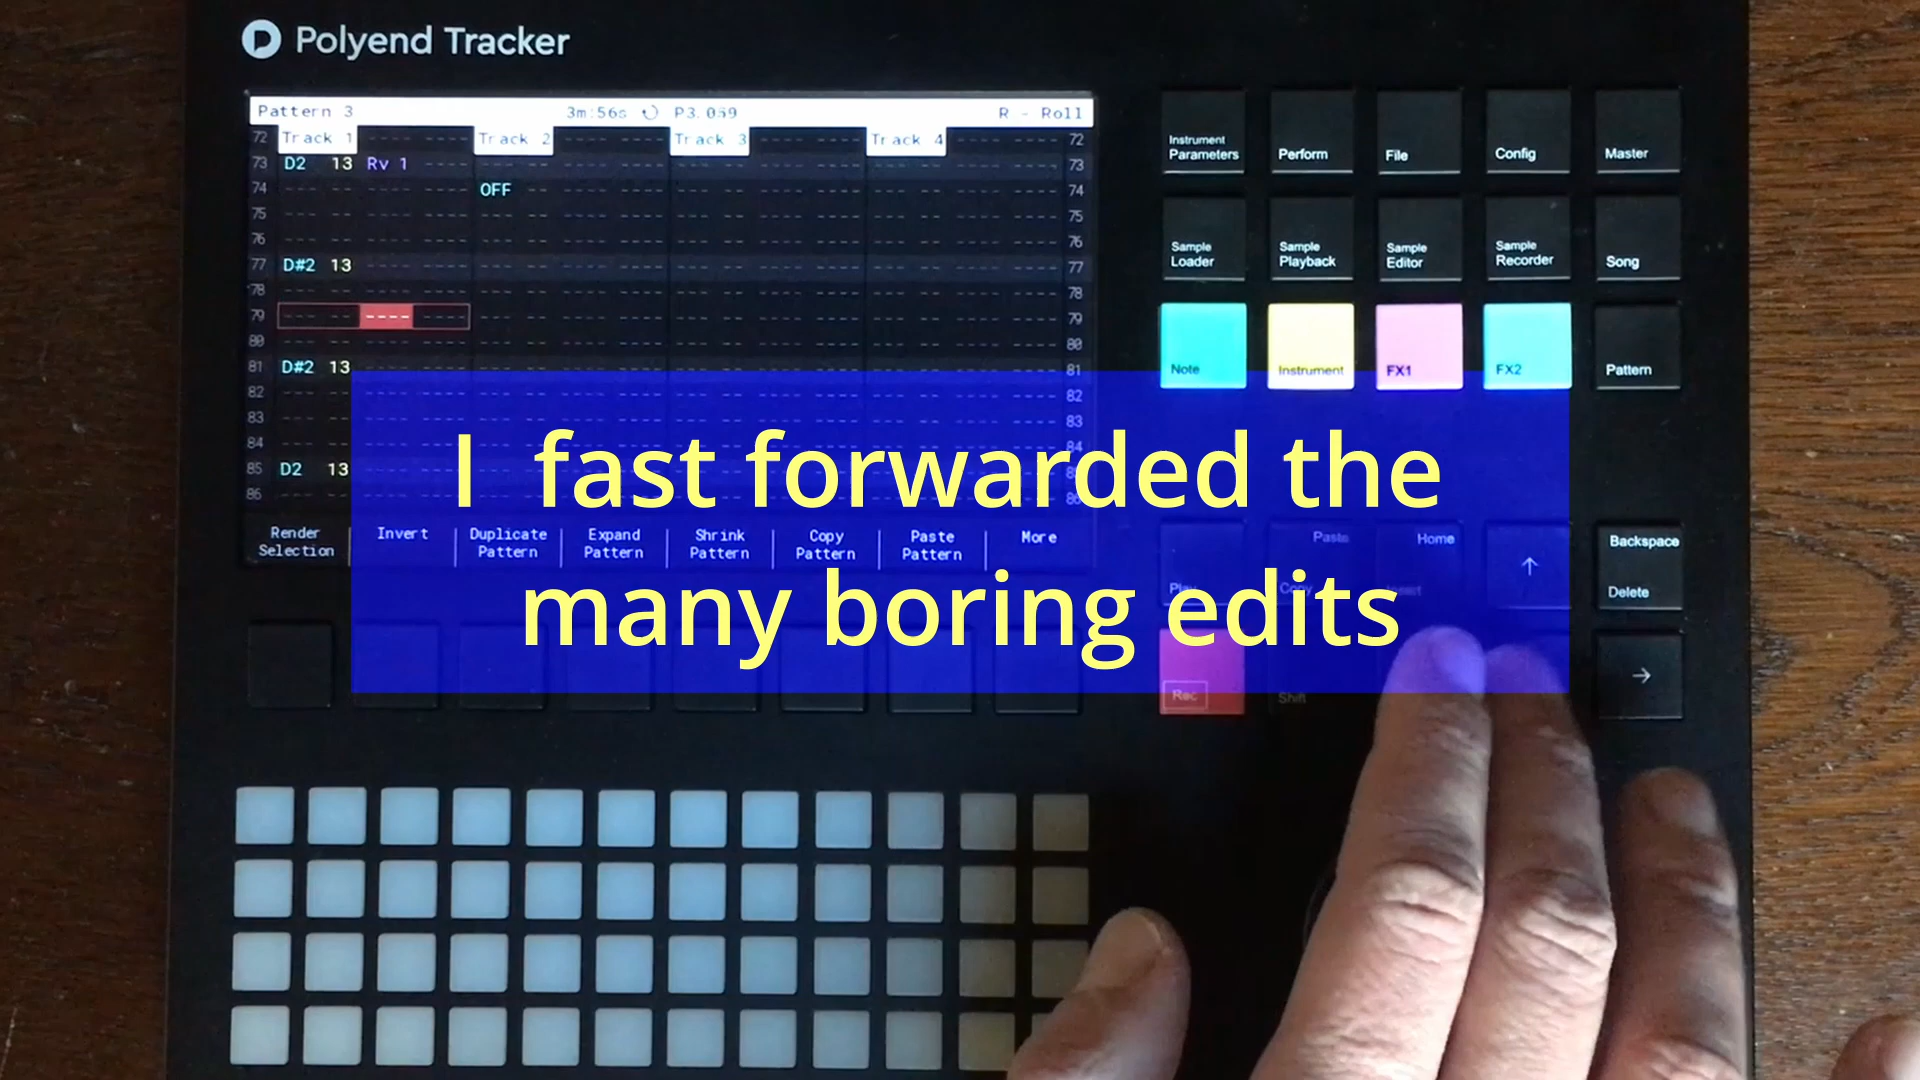 Polyend Tracker
Pattern 3 3m:56s P3.059 R - Roll
72 Track 1 Track 2 Track 3 Track 4 72
73 D2 13 Rv 1 73
74 OFF 74
75 75
76 76
77 D#2 13 77
78 78
79 79
80 80
81 D#2 13 81
82 82
83 83
84 84
85 D2 13
86
Render Selection Invert Duplicate Pattern Expand Pattern Shrink Pattern Copy Pattern Paste Pattern More
Instrument Parameters Perform File Config Master
Sample Loader Sample Playback Sample Editor Sample Recorder Song
Note Instrument FX1 FX2 Pattern
Paste Home Backspace
Play Copy Delete
Rec Shift
I fast forwarded the
many boring edits